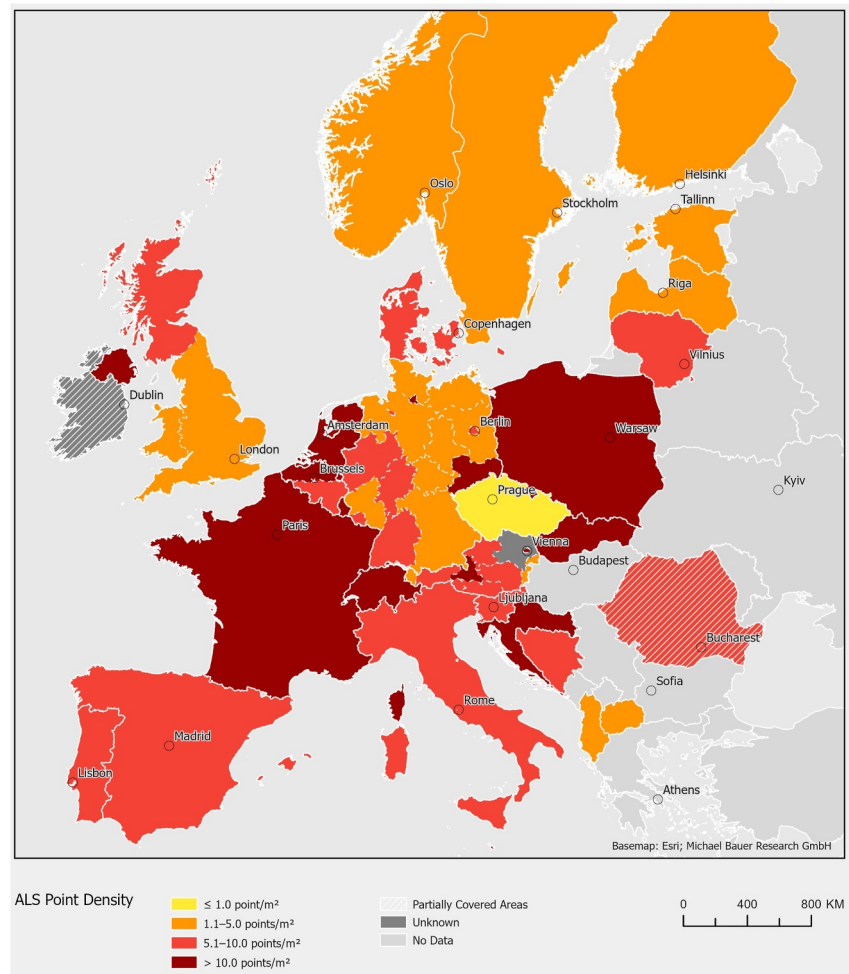 Oslo
Helsinki
Stockholm
Tallinn
Riga
Copenhagen
Vilnius
Dublin
Amsterdam
Berlin
Warsaw
London
Brussels
Kyiv
Prague
Paris
Vienna
Budapest
Ljubljana
Bucharest
Sofia
Rome
Madrid
Lisbon
Athens
Basemap: Esri; Michael Bauer Research GmbH
ALS Point Density
≤ 1.0 point/m²
1.1–5.0 points/m²
5.1–10.0 points/m²
> 10.0 points/m²
Partially Covered Areas
Unknown
No Data
0 400 800 KM